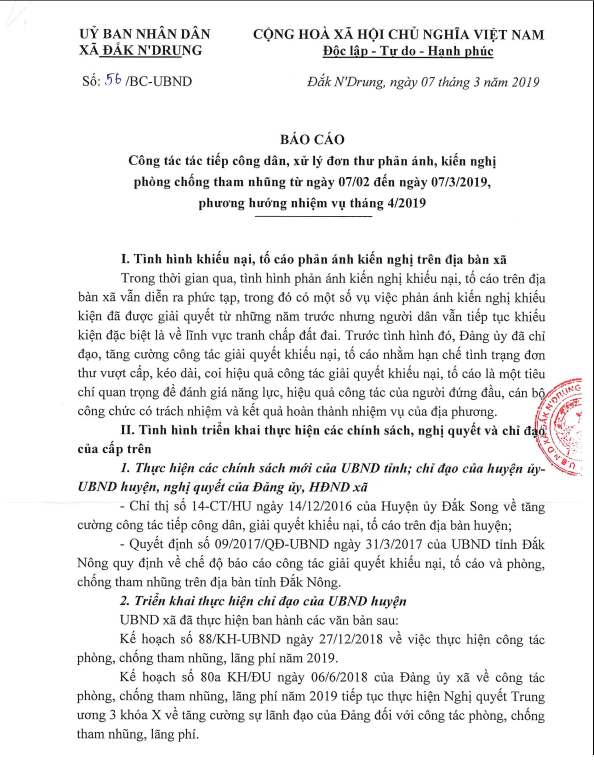 UỶ BAN NHÂN DÂN
XÃ ĐẮK N'DRUNG
CỘNG HOÀ XÃ HỘI CHỦ NGHĨA VIỆT NAM
Độc lập - Tự do - Hạnh phúc
Số: 56 /BC-UBND
Đắk N'Drung, ngày 07 tháng 3 năm 2019
BÁO CÁO
Công tác tác tiếp công dân, xử lý đơn thư phản ánh, kiến nghị
phòng chống tham nhũng từ ngày 07/02 đến ngày 07/3/2019,
phương hướng nhiệm vụ tháng 4/2019
I. Tình hình khiếu nại, tố cáo phản ánh kiến nghị trên địa bàn xã
Trong thời gian qua, tình hình phản ánh kiến nghị khiếu nại, tố cáo trên địa
bàn xã vẫn diễn ra phức tạp, trong đó có một số vụ việc phản ánh kiến nghị khiếu
kiện đã được giải quyết từ những năm trước nhưng người dân vẫn tiếp tục khiếu
kiện đặc biệt là về lĩnh vực tranh chấp đất đai. Trước tình hình đó, Đảng ủy đã chỉ
đạo, tăng cường công tác giải quyết khiếu nại, tố cáo nhằm hạn chế tình trạng đơn
thư vượt cấp, kéo dài, coi hiệu quả công tác giải quyết khiếu nại, tố cáo là một tiêu
chí quan trọng để đánh giá năng lực, hiệu quả công tác của người đứng đầu, cán bộ
công chức có trách nhiệm và kết quả hoàn thành nhiệm vụ của địa phương.
II. Tình hình triển khai thực hiện các chính sách, nghị quyết và chỉ đạo
của cấp trên
1. Thực hiện các chính sách mới của UBND tỉnh; chỉ đạo của huyện ủy-
UBND huyện, nghị quyết của Đảng ủy, HĐND xã
- Chỉ thị số 14-CT/HU ngày 14/12/2016 của Huyện ủy Đắk Song về tăng
cường công tác tiếp công dân, giải quyết khiếu nại, tố cáo trên địa bàn huyện;
- Quyết định số 09/2017/QĐ-UBND ngày 31/3/2017 của UBND tỉnh Đắk
Nông quy định về chế độ báo cáo công tác giải quyết khiếu nại, tố cáo và phòng,
chống tham nhũng trên địa bàn tỉnh Đắk Nông.
2. Triển khai thực hiện chỉ đạo của UBND huyện
UBND xã đã thực hiện ban hành các văn bản sau:
Kế hoạch số 88/KH-UBND ngày 27/12/2018 về việc thực hiện công tác
phòng, chống tham nhũng, lãng phí năm 2019.
Kế hoạch số 80a KH/ĐU ngày 06/6/2018 của Đảng ủy xã về công tác
phòng, chống tham nhũng, lãng phí năm 2019 tiếp tục thực hiện Nghị quyết Trung
ương 3 khóa X về tăng cường sự lãnh đạo của Đảng đối với công tác phòng, chống
tham nhũng, lãng phí.
UBND XÃ ĐẮK N'DRUNG